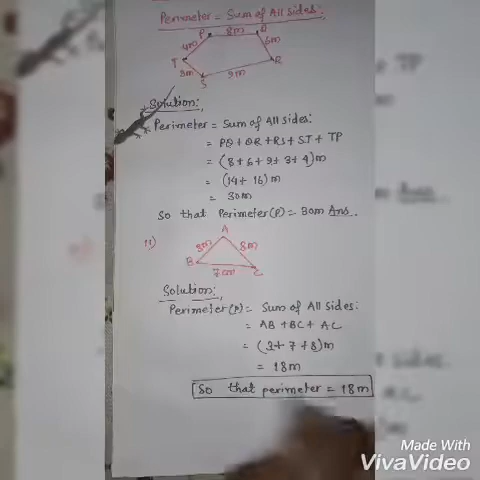 Perimeter = Sum of All Sides:
P 8m Q
4m 6m
T R
3m S 9m
Solution:
Perimeter = Sum of All sides:
= PQ + QR + RS + ST + TP
= (8 + 6 + 9 + 3 + 4)m
= (14 + 16)m
= 30m
So that Perimeter(P) = 30m Ans.
11)
A
3m 8m
B 7cm C
Solution:
Perimeter(P) = Sum of All Sides:
= AB + BC + AC
= (3 + 7 + 8)m
= 18m
So that perimeter = 18m
Made With
VivaVideo